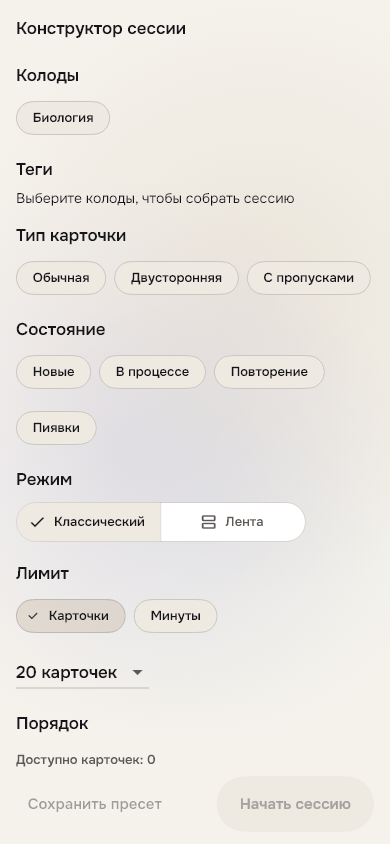 Конструктор сессии
Колоды
Биология
Теги
Выберите колоды, чтобы собрать сессию
Тип карточки
Обычная Двусторонняя С пропусками
Состояние
Новые В процессе Повторение
Пиявки
Режим
Классический Лента
Лимит
Карточки Минуты
20 карточек
Порядок
Доступно карточек: 0
Сохранить пресет Начать сессию